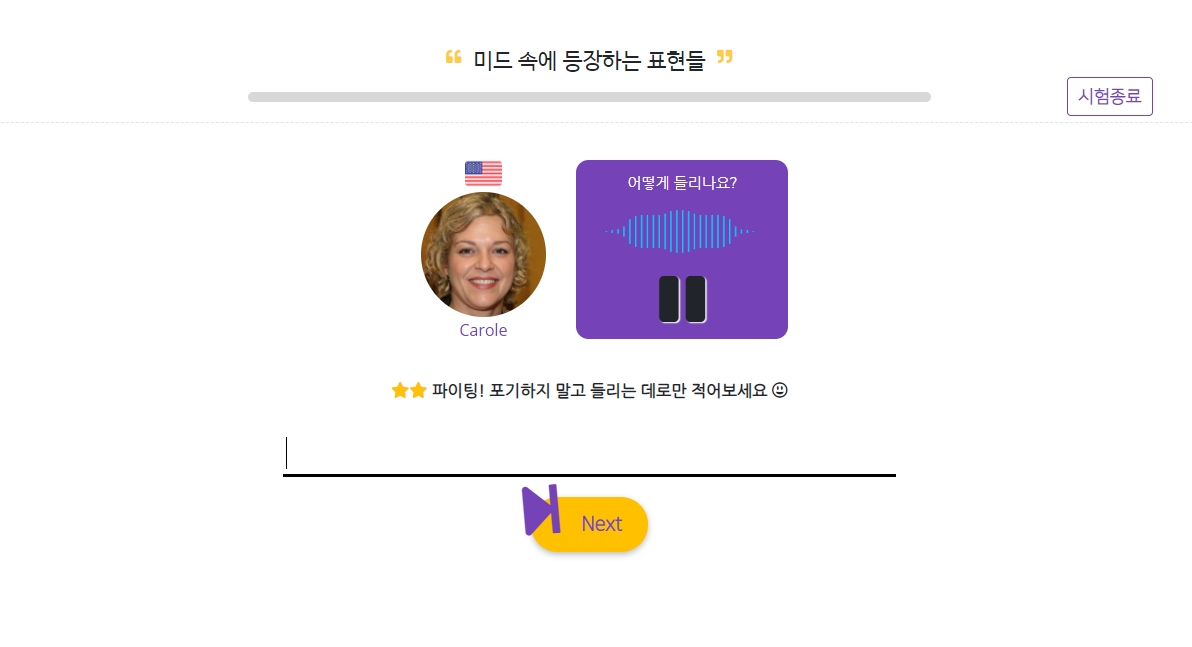 ❝ 미드 속에 등장하는 표현들 ❞
시험종료
어떻게 들리나요?
Carole
⭐⭐ 파이팅! 포기하지 말고 들리는 데로만 적어보세요 😃
Next